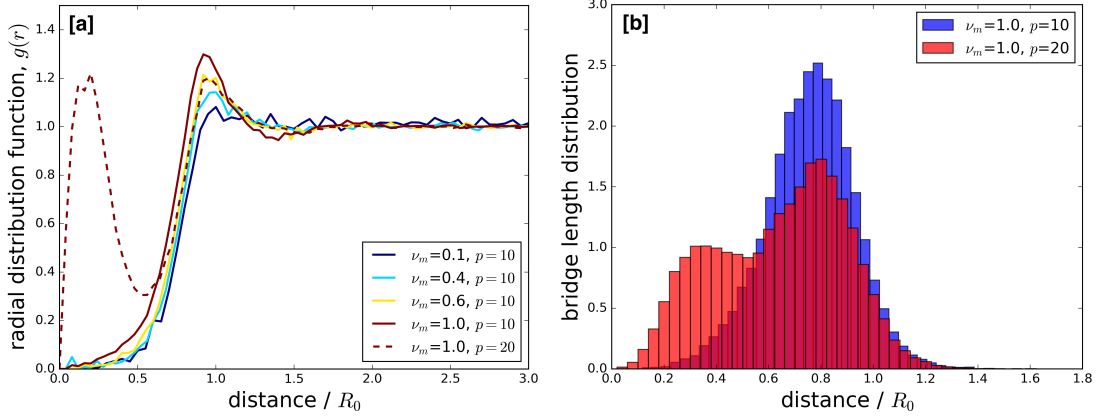 [a]
radial distribution function, g(r)
1.4
1.2
1.0
0.8
0.6
0.4
0.2
0.0
0.0 0.5 1.0 1.5 2.0 2.5 3.0
distance / R₀
νₘ=0.1, p=10
νₘ=0.4, p=10
νₘ=0.6, p=10
νₘ=1.0, p=10
νₘ=1.0, p=20
[b]
bridge length distribution
3.0
2.5
2.0
1.5
1.0
0.5
0.0
0.0 0.2 0.4 0.6 0.8 1.0 1.2 1.4 1.6 1.8
distance / R₀
νₘ=1.0, p=10
νₘ=1.0, p=20